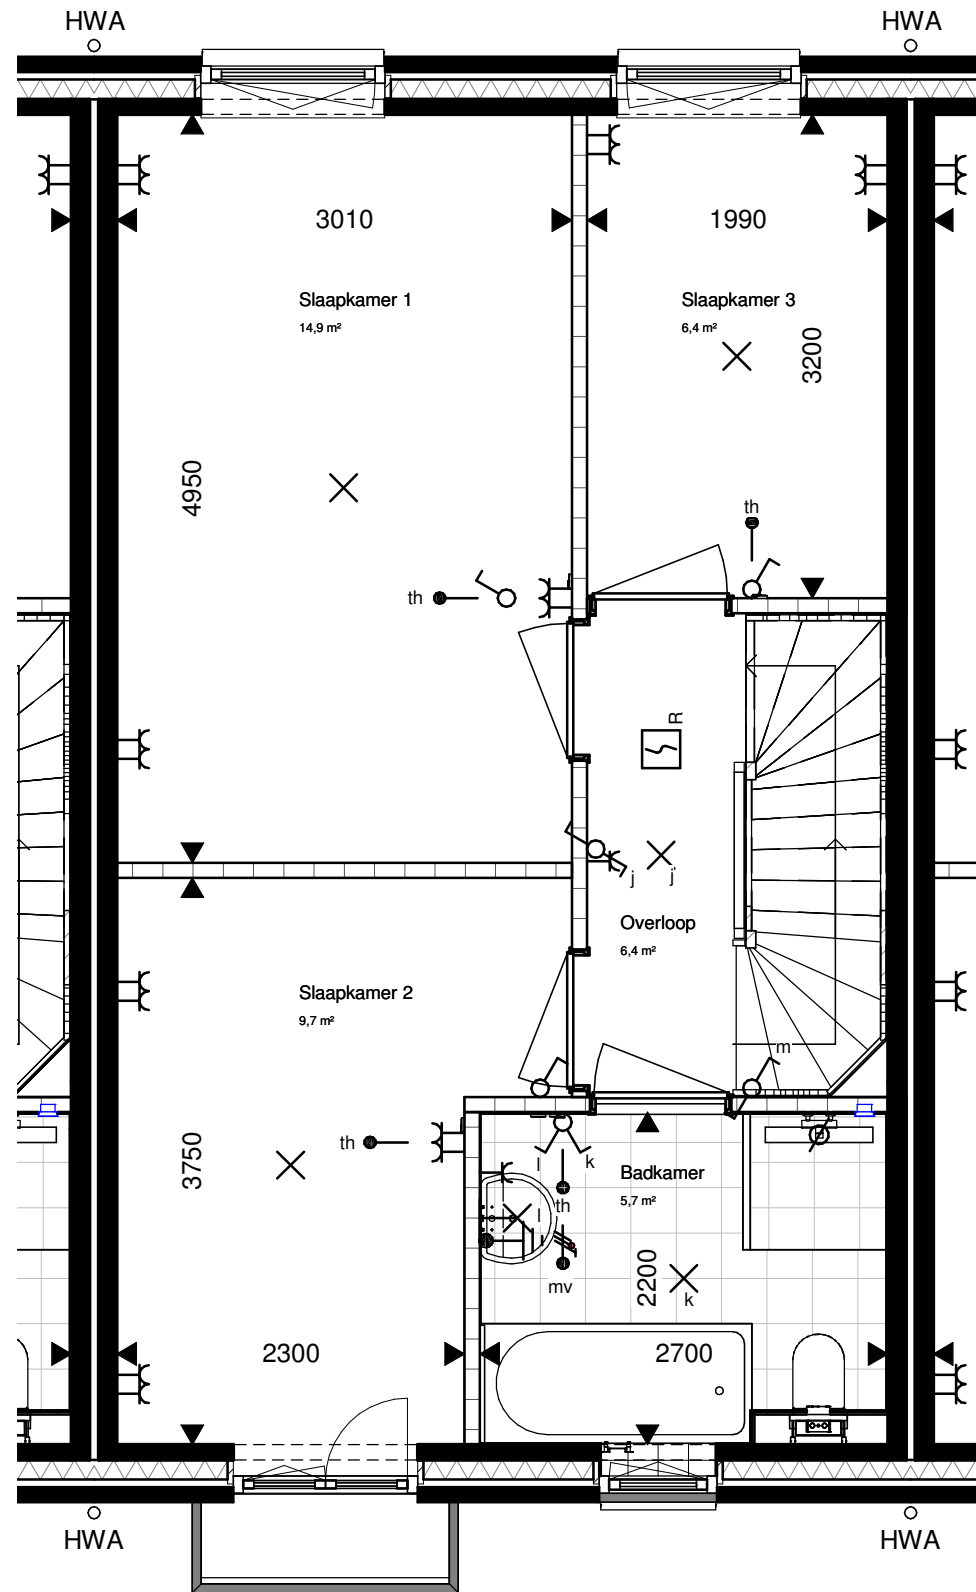 HWA
HWA
3010
1990
Slaapkamer 1
14,9 m²
Slaapkamer 3
6,4 m²
3200
4950
th
th
R
j
j
Overloop
6,4 m²
Slaapkamer 2
9,7 m²
m
th
l
k
Badkamer
5,7 m²
3750
th
l
mv
2200
k
2300
2700
HWA
HWA